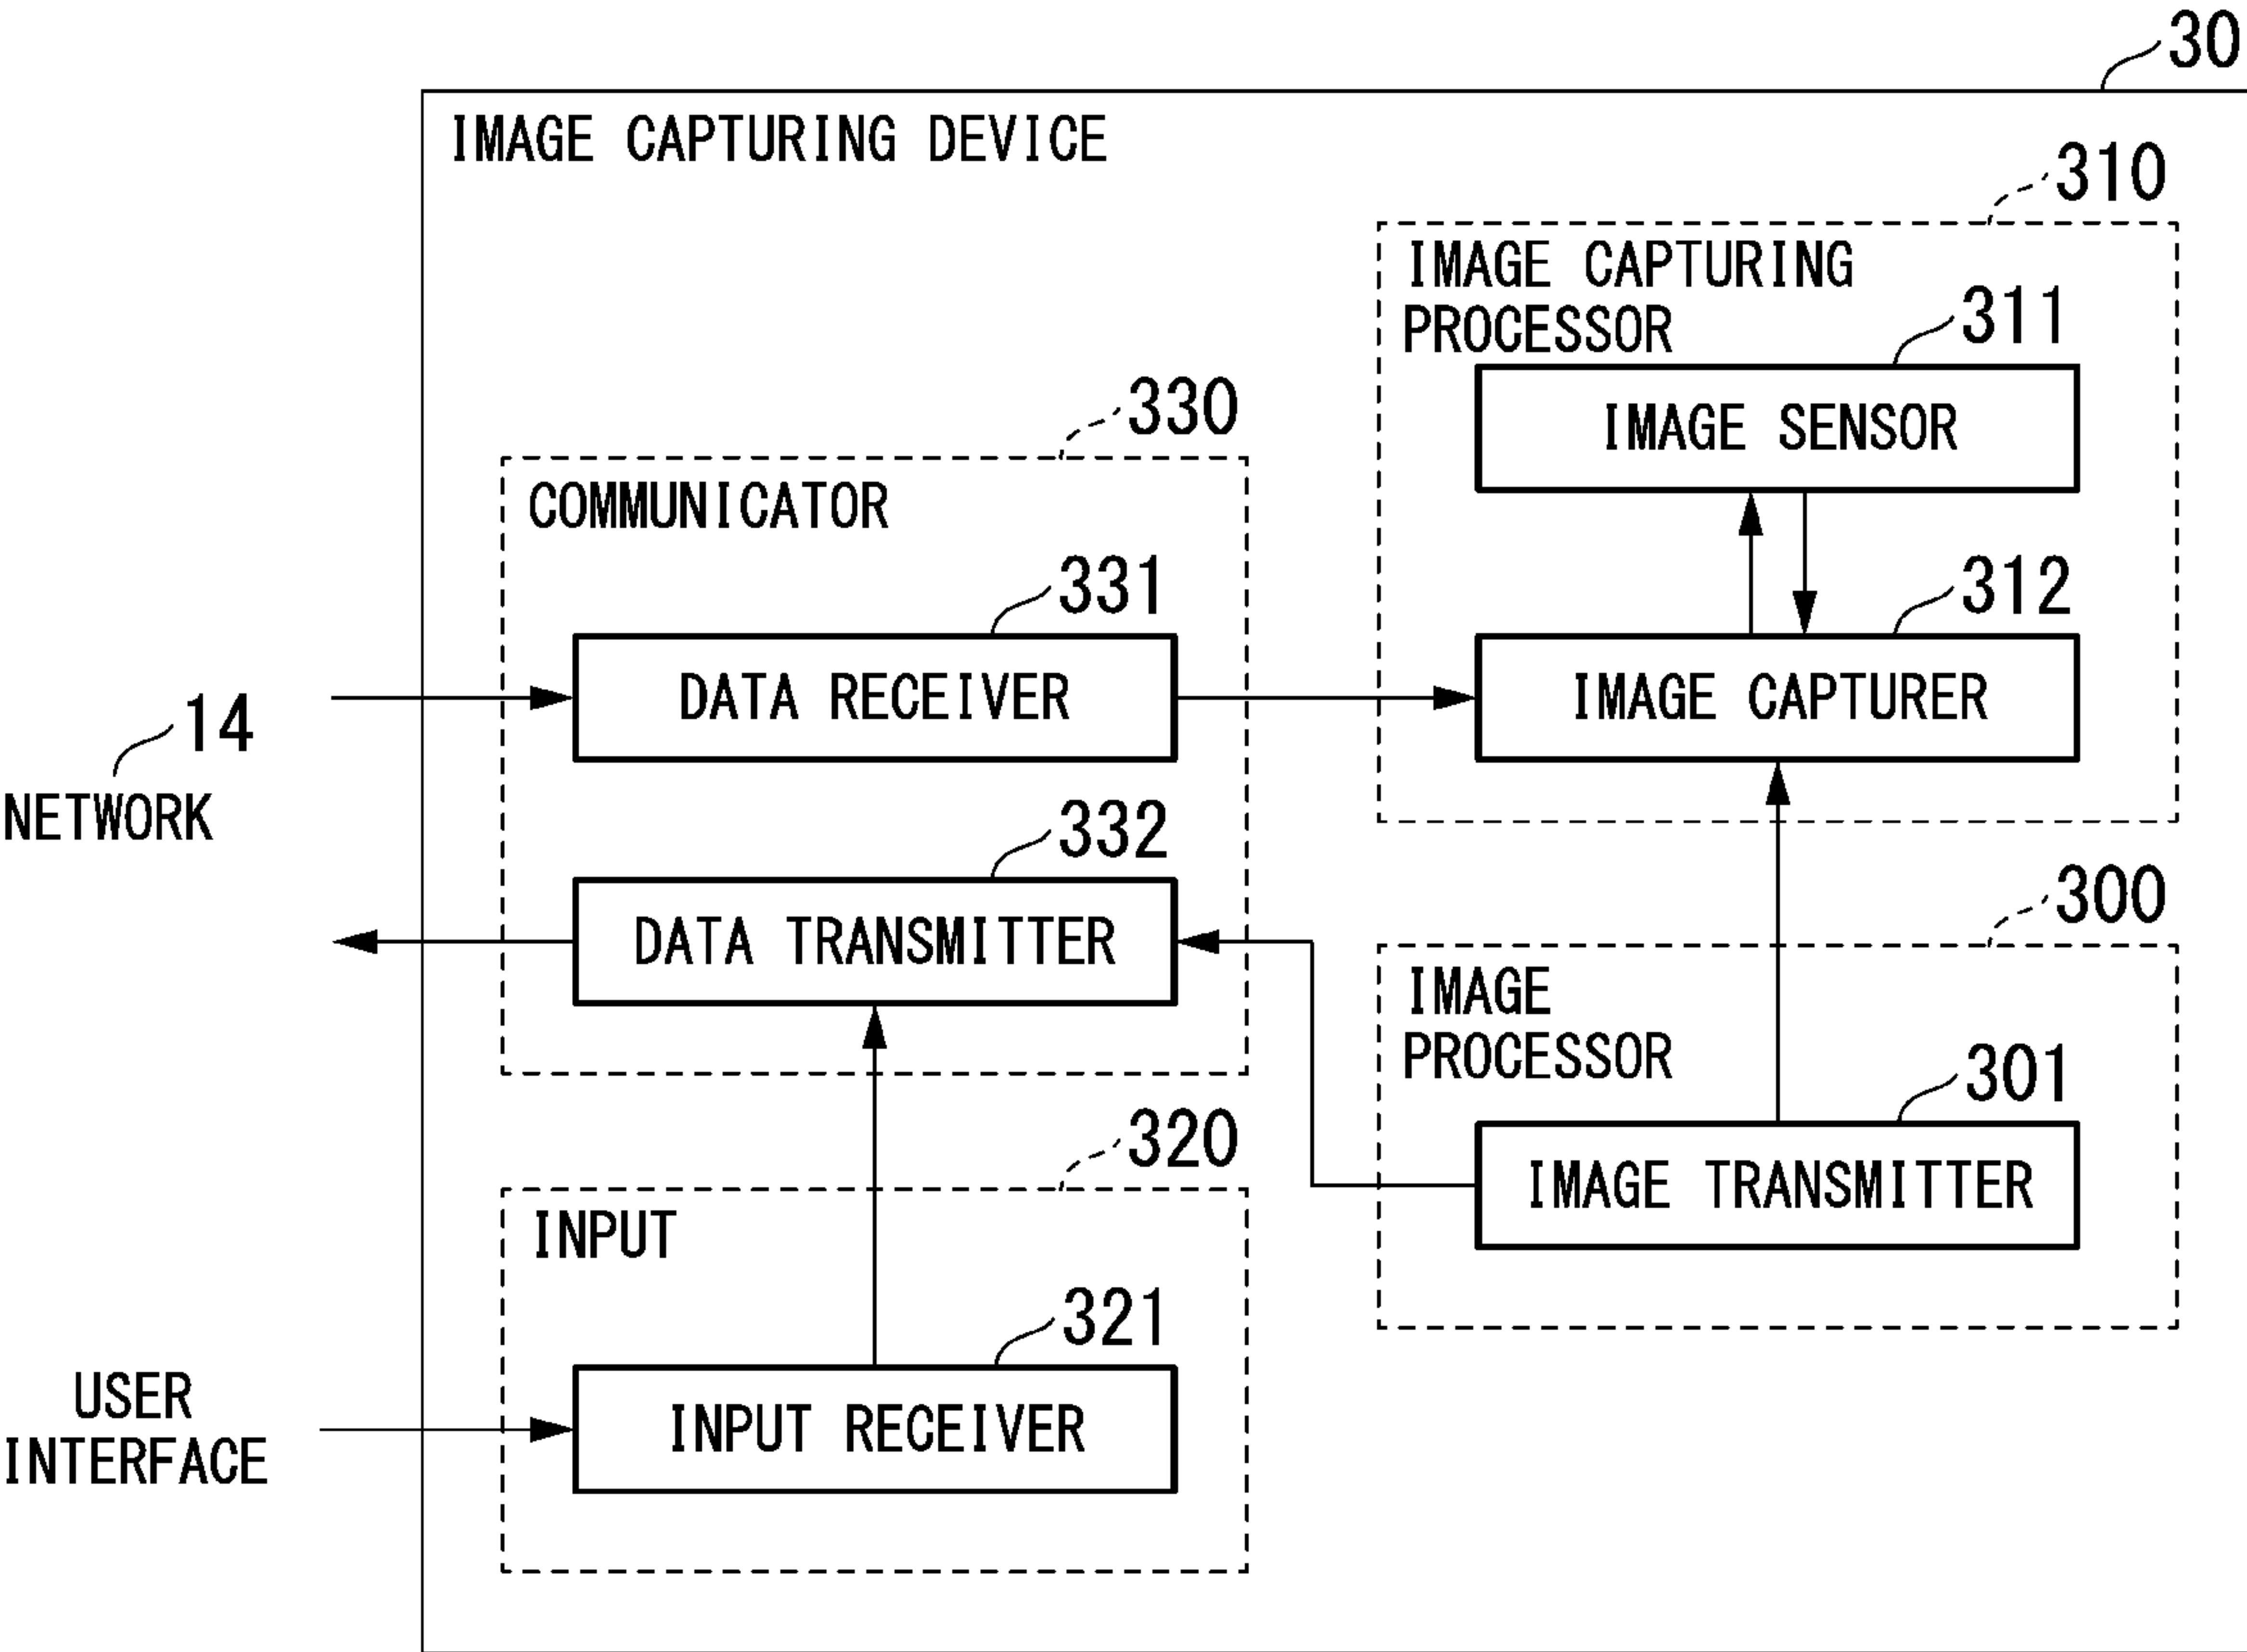 30
IMAGE CAPTURING DEVICE
310
IMAGE CAPTURING
PROCESSOR
311
IMAGE SENSOR
330
COMMUNICATOR
331
DATA RECEIVER
312
IMAGE CAPTURER
14
NETWORK
332
DATA TRANSMITTER
300
IMAGE
PROCESSOR
301
IMAGE TRANSMITTER
320
INPUT
321
INPUT RECEIVER
USER
INTERFACE